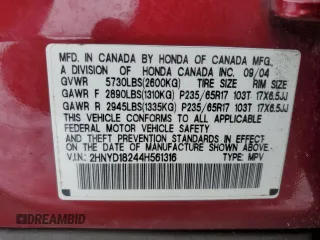 MFD. IN CANADA BY HONDA OF CANADA MFG.,
A DIVISION OF HONDA CANADA INC. 09/04
GVWR 5730LBS(2600KG) TIRE SIZE RIM SIZE
GAWR F 2890LBS(1310KG) P235/65R17 103T 17X6.5JJ
GAWR R 2945LBS(1335KG) P235/65R17 103T 17X6.5JJ
THIS VEHICLE CONFORMS TO ALL APPLICABLE
FEDERAL MOTOR VEHICLE SAFETY
AND THEFT PREVENTION STANDARDS IN EFFECT ON
THE DATE OF MANUFACTURE SHOWN ABOVE.
V.I.N: 2HNYD18244H561316 TYPE: MPV
DREAMBID